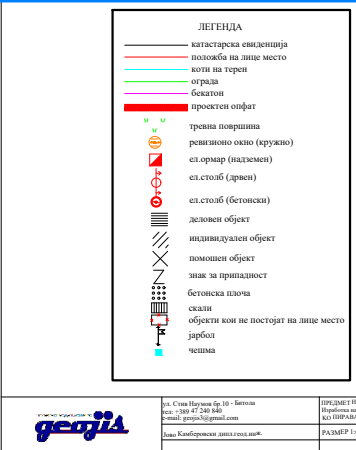 ЛЕГЕНДА
катастарска евиденција
положба на лице место
коти на терен
ограда
бекатон
проектен опфат
тревна површина
ревизионо окно (кружно)
ел.ормар (надземен)
ел.столб (дрвен)
ел.столб (бетонски)
деловен објект
индивидуален објект
помошен објект
знак за припадност
бетонска плоча
скали
објекти кои не постојат на лице место
јарбол
чешма
geojis
ул. Стив Наумов бр.10 - Битола
тел: +389 47 240 840
e-mail: geojis3@gmail.com
Јово Камберовски дипл.геод.инж.
ПРЕДМЕТ
Изработка на
КО
РАЗМЕР 1: